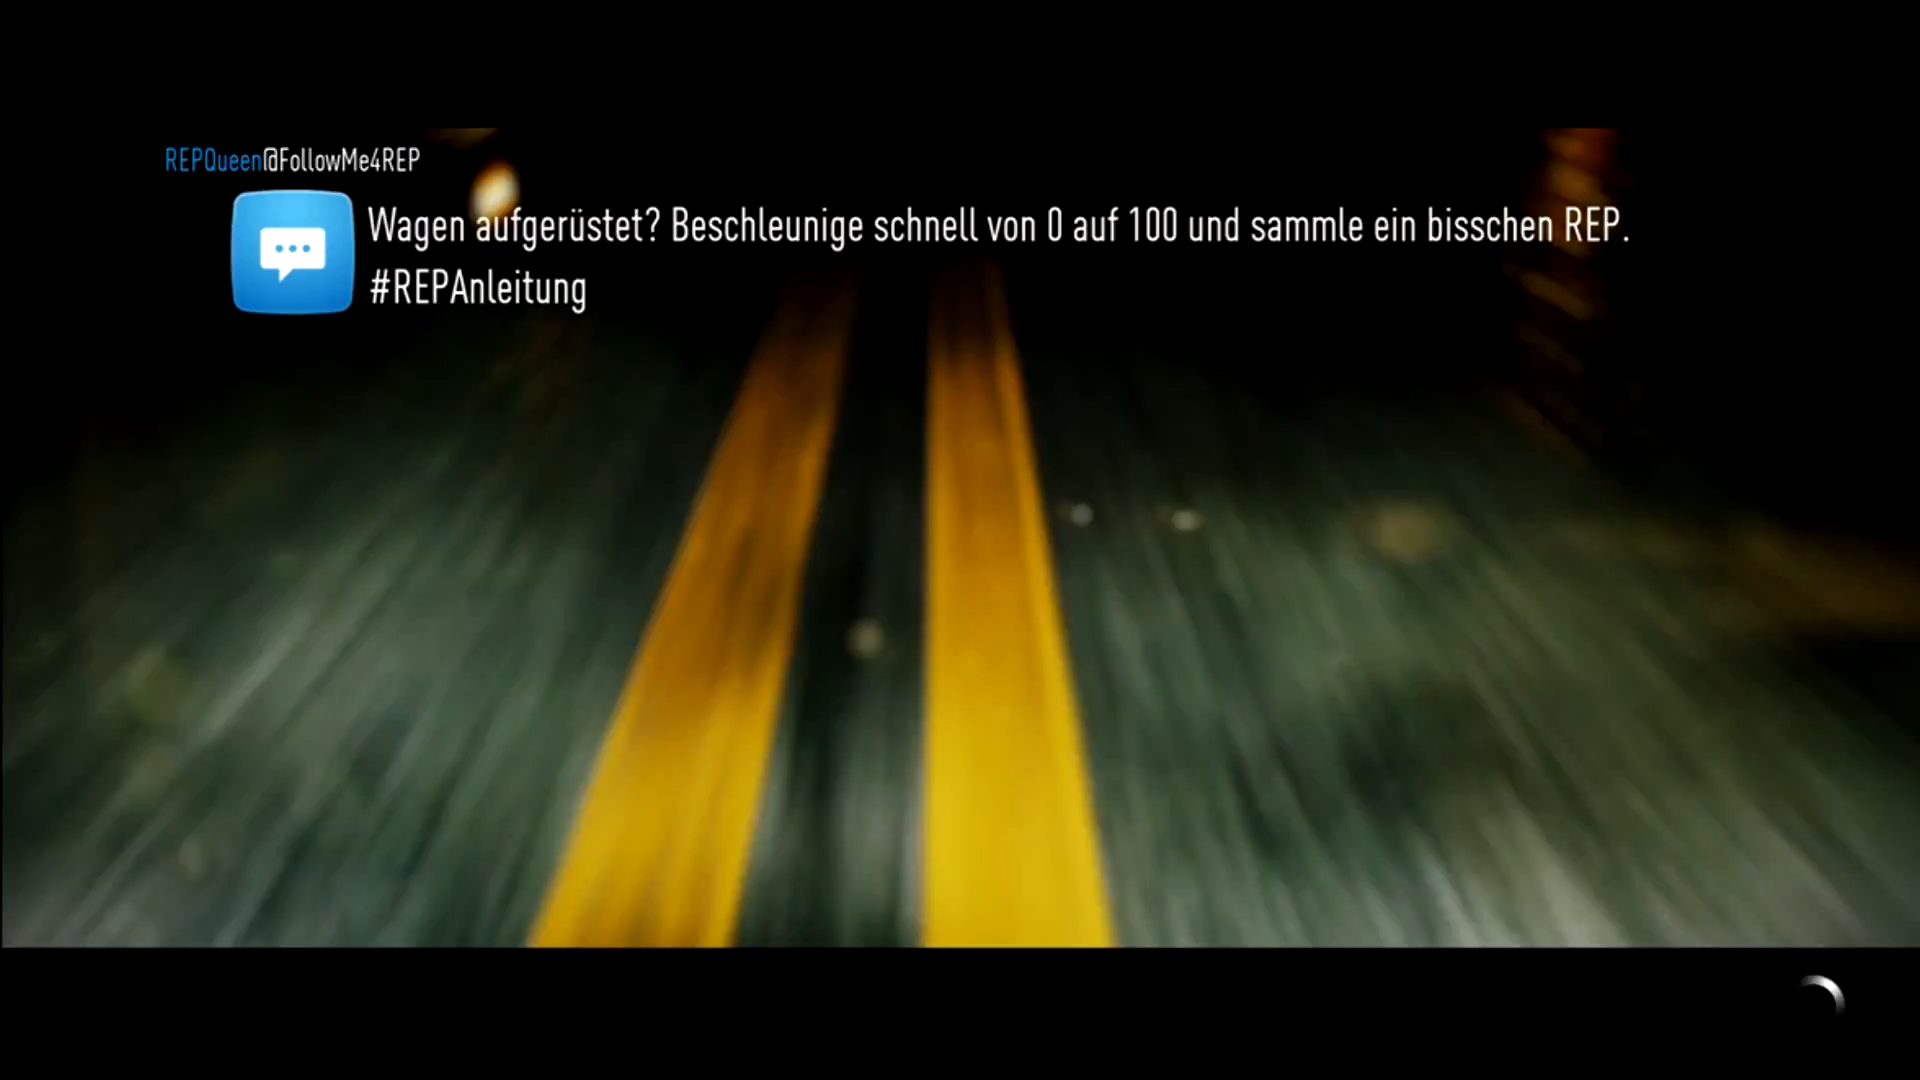 REPQueen@FollowMe4REP
Wagen aufgerüstet? Beschleunige schnell von 0 auf 100 und sammle ein bisschen REP.
#REPAnleitung